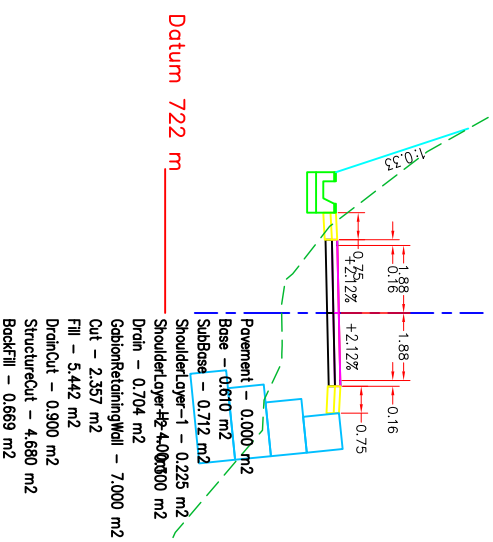 Datum 722 m
1:0.33
0.75
0.16
1.88
+2.12%
+2.12%
1.88
0.16
0.75
Pavement - 0.000 m2
Base - 0.610 m2
SubBase - 0.712 m2
ShoulderLayer-1 - 0.225 m2
ShoulderLayer-2
m2
Drain - 0.704 m2
GabionRetainingWall - 7.000 m2
Cut - 2.357 m2
Fill - 5.442 m2
DrainCut - 0.900 m2
StructureCut - 4.680 m2
BackFill - 0.669 m2